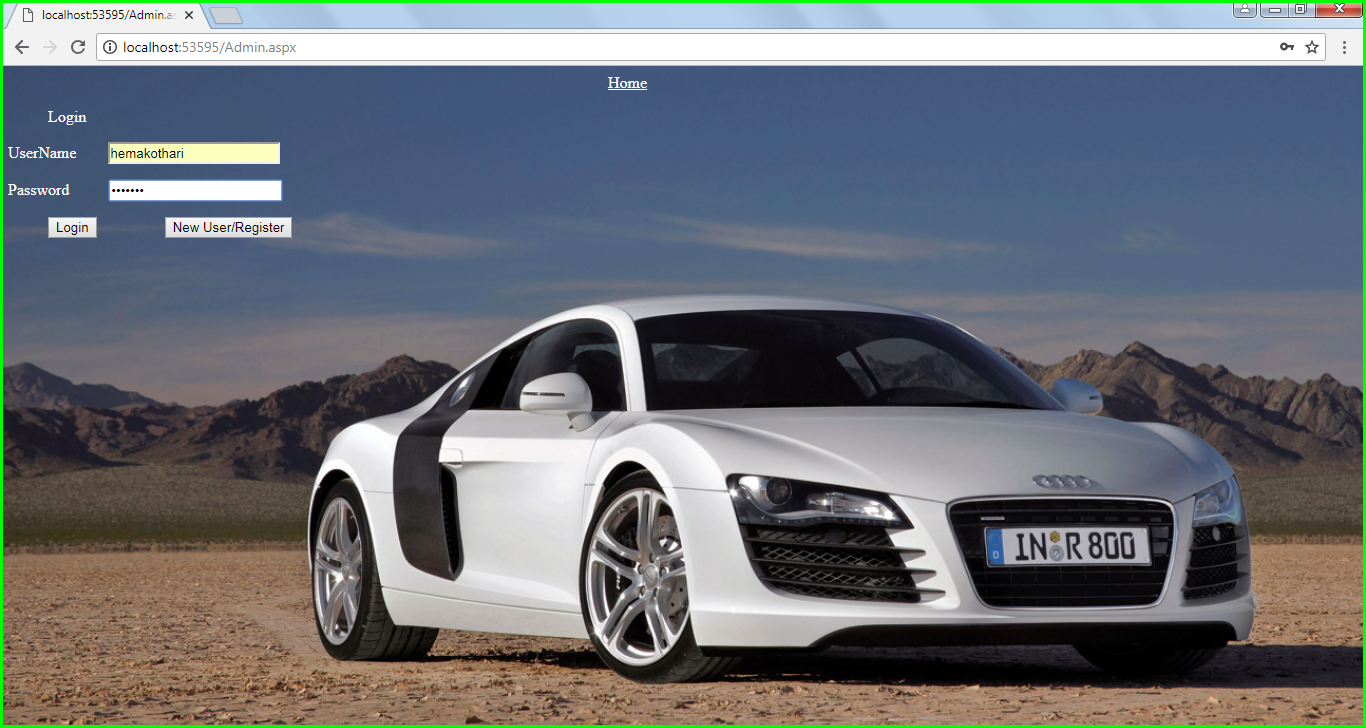 localhost:53595/Admin.as
localhost:53595/Admin.aspx
Home
Login
UserName hemakothari
Password •••••••
Login New User/Register
D IN R 800